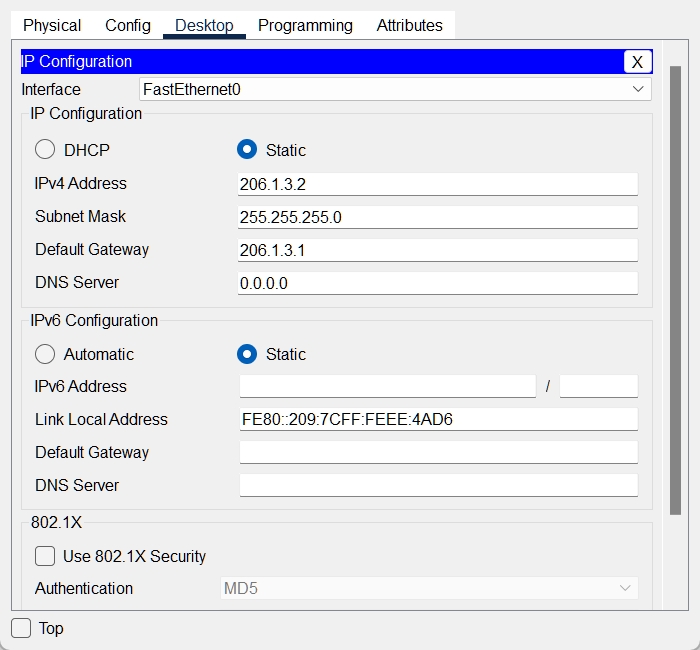 Physical Config Desktop Programming Attributes
IP Configuration X
Interface FastEthernet0
IP Configuration
DHCP Static
IPv4 Address 206.1.3.2
Subnet Mask 255.255.255.0
Default Gateway 206.1.3.1
DNS Server 0.0.0.0
IPv6 Configuration
Automatic Static
IPv6 Address /
Link Local Address FE80::209:7CFF:FEEE:4AD6
Default Gateway
DNS Server
802.1X
Use 802.1X Security
Authentication MD5
Top